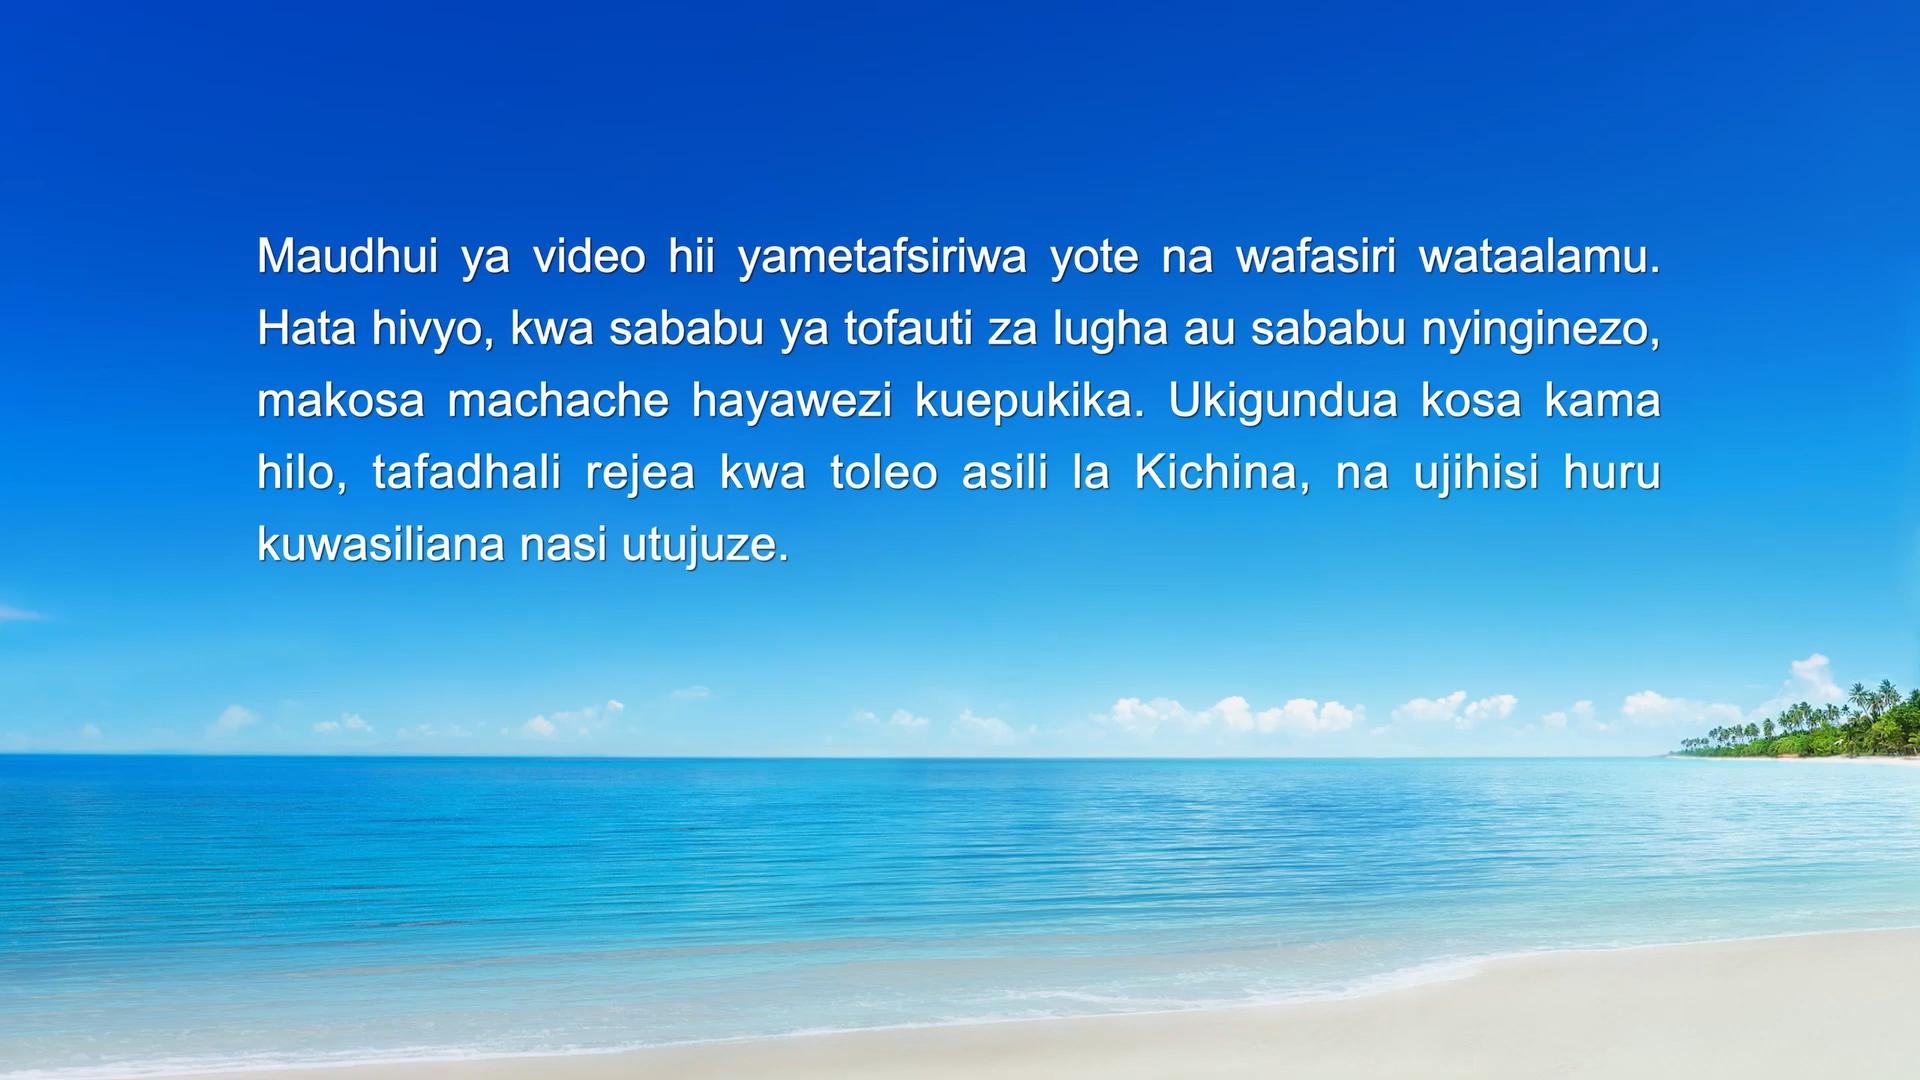 Maudhui ya video hii yametafsiriwa yote na wafasiri wataalamu.
Hata hivyo, kwa sababu ya tofauti za lugha au sababu nyinginezo,
makosa machache hayawezi kuepukika. Ukigundua kosa kama
hilo, tafadhali rejea kwa toleo asili la Kichina, na ujihisi huru
kuwasiliana nasi utujuze.